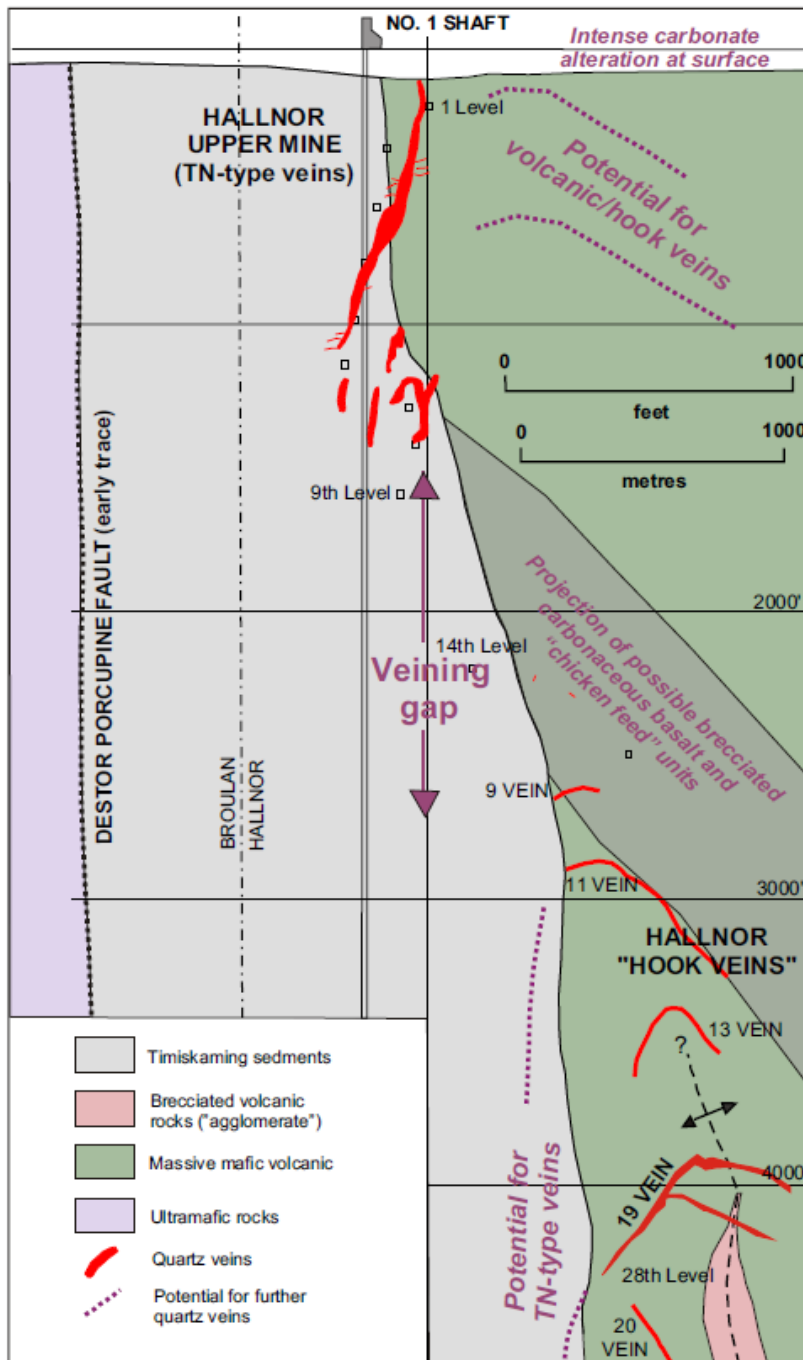 NO. 1 SHAFT
Intense carbonate
alteration at surface
HALLNOR
UPPER MINE
(TN-type veins)
1 Level
Potential for
volcanic/hook veins
0
1000
feet
0
1000
metres
9th Level
DESTOR PORCUPINE FAULT (early trace)
2000'
14th Level
Veining
gap
Projection of possible brecciated
carbonaceous basalt and
"chicken feed" units
BROULAN
HALLNOR
9 VEIN
11 VEIN
3000'
HALLNOR
"HOOK VEINS"
13 VEIN
?
Potential for
TN-type veins
19 VEIN
4000
28th Level
20
VEIN
Timiskaming sediments
Brecciated volcanic
rocks ("agglomerate")
Massive mafic volcanic
Ultramafic rocks
Quartz veins
Potential for further
quartz veins